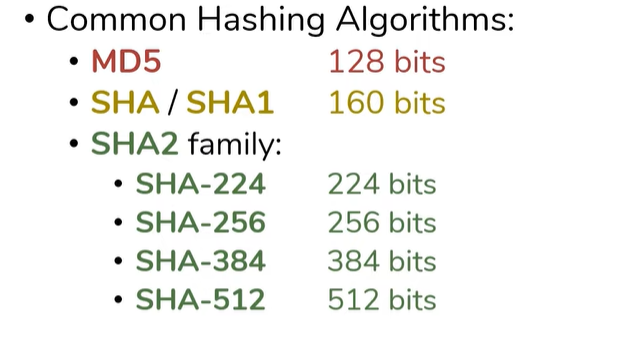 • Common Hashing Algorithms:
• MD5 128 bits
• SHA / SHA1 160 bits
• SHA2 family:
• SHA-224 224 bits
• SHA-256 256 bits
• SHA-384 384 bits
• SHA-512 512 bits